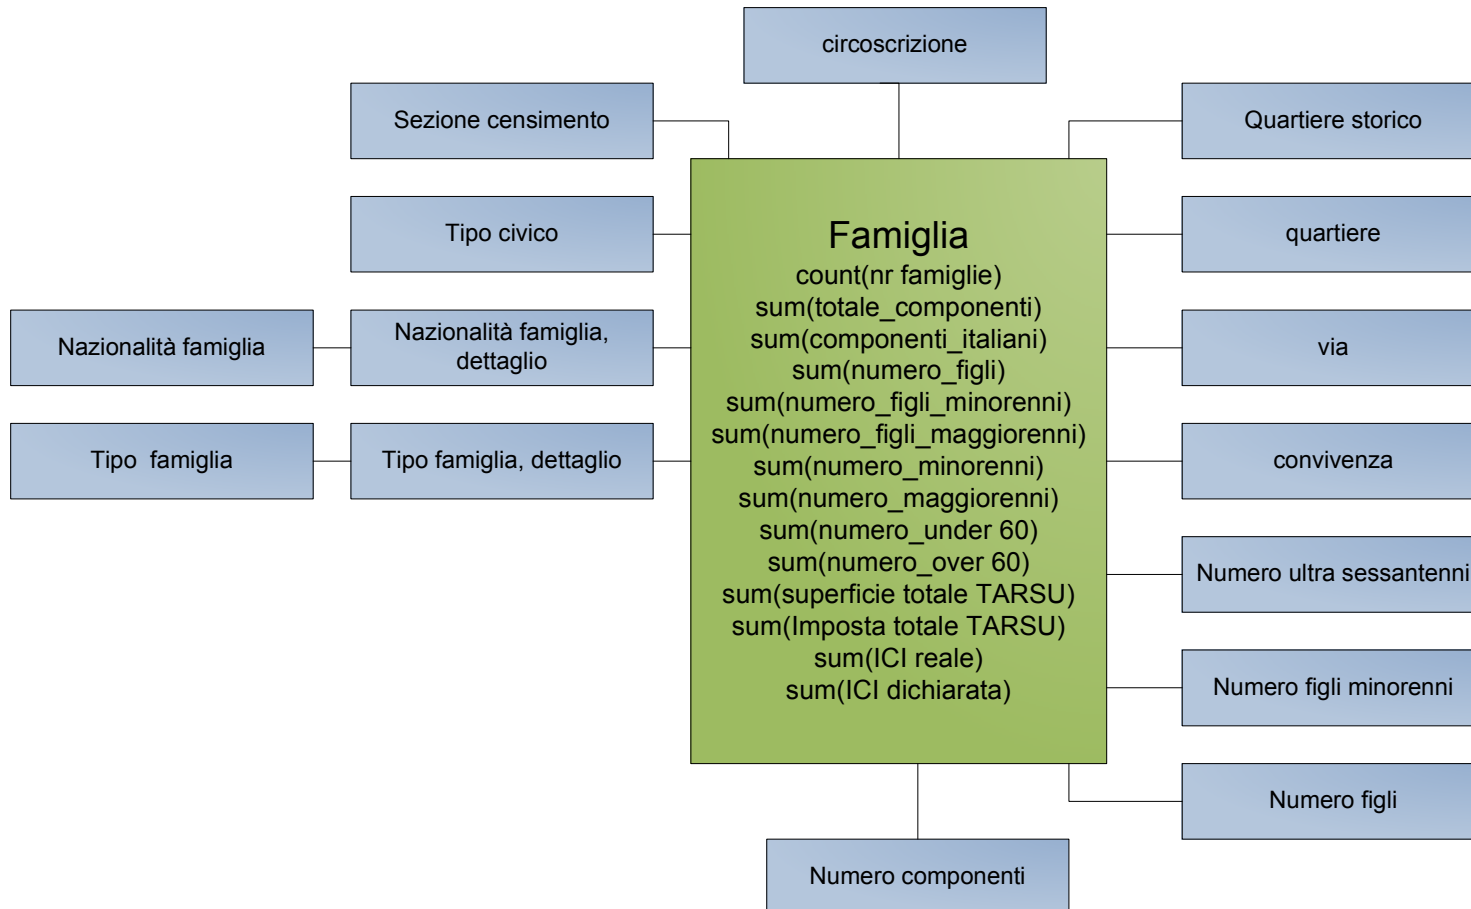 circoscrizione
Sezione censimento
Quartiere storico
Tipo civico
quartiere
Nazionalità famiglia
Nazionalità famiglia,
dettaglio
via
Tipo famiglia
Tipo famiglia, dettaglio
convivenza
Famiglia
count(nr famiglie)
sum(totale_componenti)
sum(componenti_italiani)
sum(numero_figli)
sum(numero_figli_minorenni)
sum(numero_figli_maggiorenni)
sum(numero_minorenni)
sum(numero_maggiorenni)
sum(numero_under 60)
sum(numero_over 60)
sum(superficie totale TARSU)
sum(Imposta totale TARSU)
sum(ICI reale)
sum(ICI dichiarata)
Numero ultra sessantenni
Numero figli minorenni
Numero figli
Numero componenti